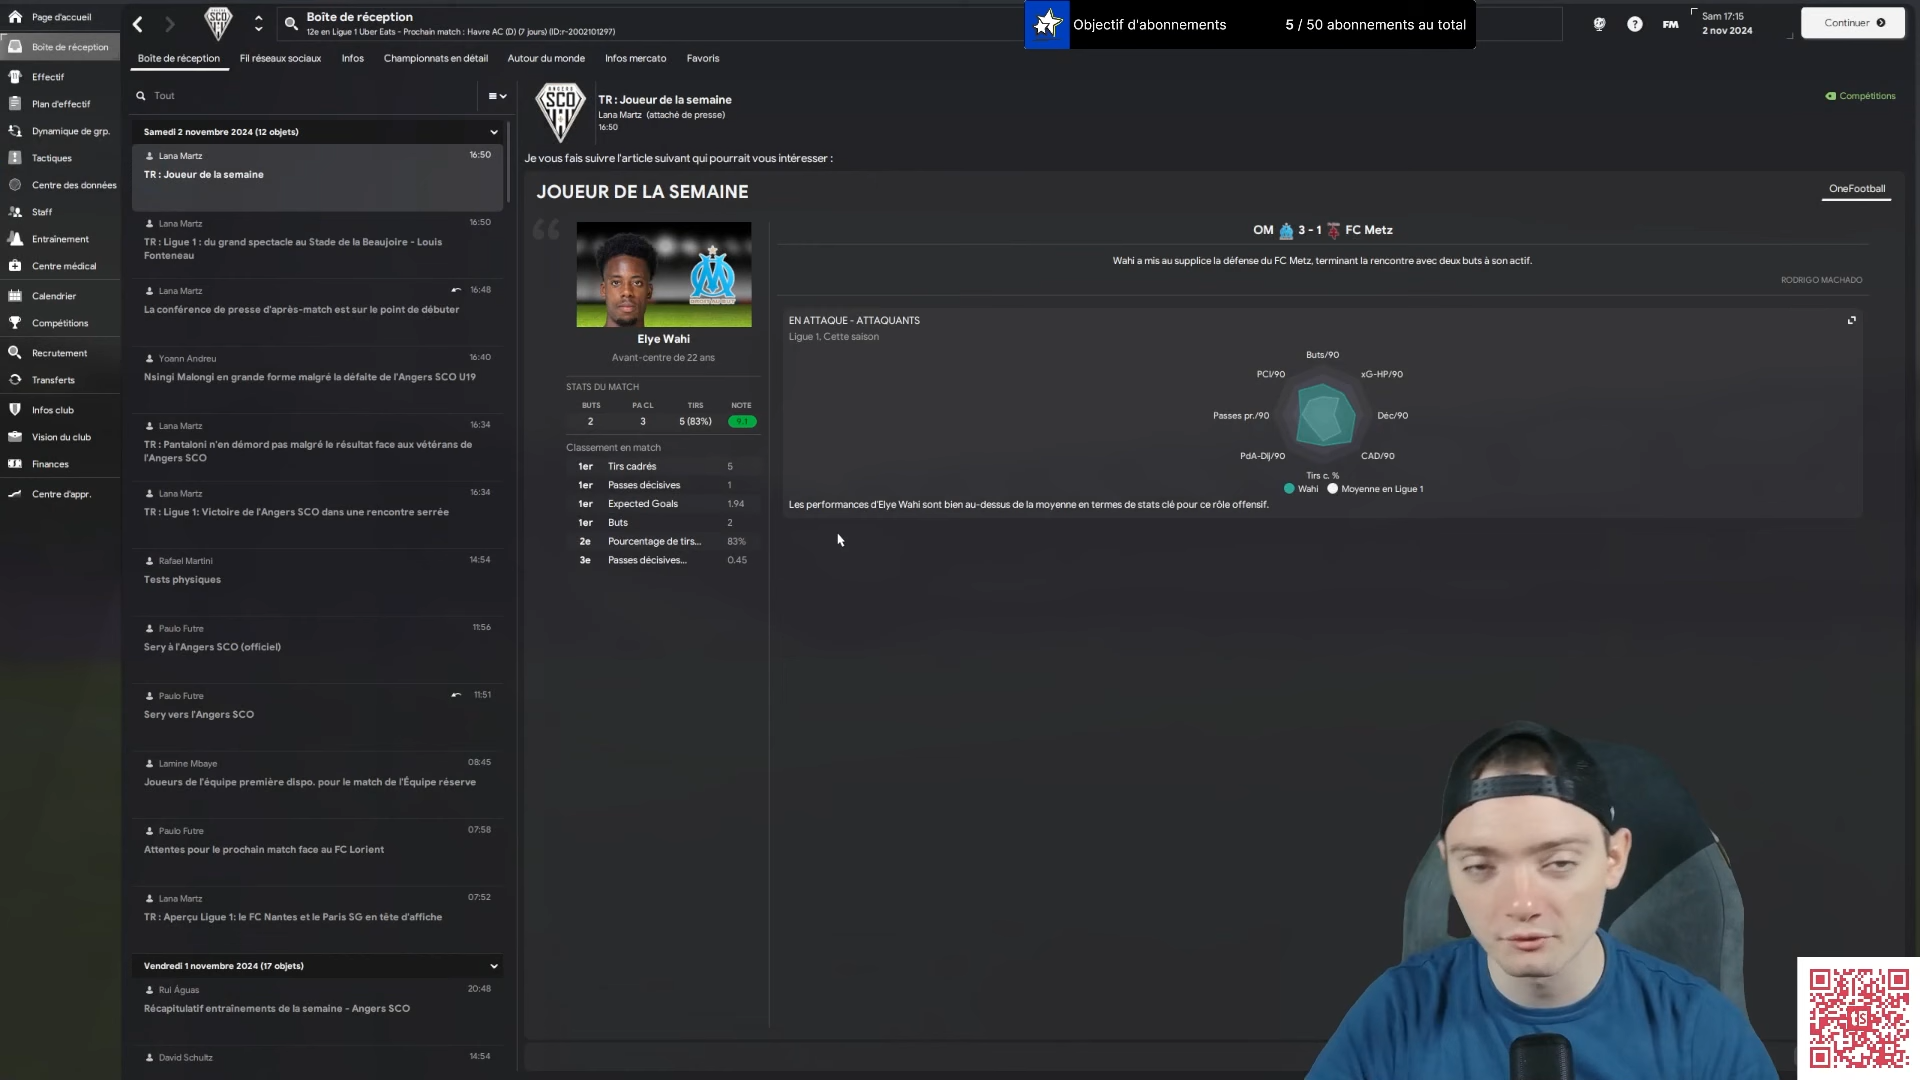 Page d'accueil
Boîte de réception
Effectif
Plan d'effectif
Dynamique de grp.
Tactiques
Centre des données
Staff
Entraînement
Centre médical
Calendrier
Compétitions
Recrutement
Transferts
Infos club
Vision du club
Finances
Centre d'appr.
Boîte de réception
12e en Ligue 1 Uber Eats - Prochain match : Havre AC (D) (7 jours) (ID:r-2002101297)
Objectif d'abonnements 5 / 50 abonnements au total
FM
Sam 17:15
2 nov 2024
Continuer
Boîte de réception Fil réseaux sociaux Infos Championnats en détail Autour du monde Infos mercato Favoris
Tout
Samedi 2 novembre 2024 (12 objets)
Lana Martz 16:50
TR : Joueur de la semaine
Lana Martz 16:50
TR : Ligue 1 : du grand spectacle au Stade de la Beaujoire - Louis
Fonteneau
Lana Martz 16:48
La conférence de presse d'après-match est sur le point de débuter
Yoann Andreu 16:40
Nsingi Malongi en grande forme malgré la défaite de l'Angers SCO U19
Lana Martz 16:34
TR : Pantaloni n'en démord pas malgré le résultat face aux vétérans de
l'Angers SCO
Lana Martz 16:34
TR : Ligue 1: Victoire de l'Angers SCO dans une rencontre serrée
Rafael Martini 14:54
Tests physiques
Paulo Futre 11:56
Sery à l'Angers SCO (officiel)
Paulo Futre 11:51
Sery vers l'Angers SCO
Lamine Mbaye 08:45
Joueurs de l'équipe première dispo. pour le match de l'Équipe réserve
Paulo Futre 07:58
Attentes pour le prochain match face au FC Lorient
Lana Martz 07:52
TR : Aperçu Ligue 1: le FC Nantes et le Paris SG en tête d'affiche
Vendredi 1 novembre 2024 (17 objets)
Rui Águas 20:48
Récapitulatif entraînements de la semaine - Angers SCO
David Schultz 14:54
ANGERS
SCO
TR : Joueur de la semaine
Lana Martz (attaché de presse)
16:50
Compétitions
Je vous fais suivre l'article suivant qui pourrait vous intéresser :
JOUEUR DE LA SEMAINE
OneFootball
Elye Wahi
Avant-centre de 22 ans
STATS DU MATCH
BUTS PA CL TIRS NOTE
2 3 5 (83%) 9.1
Classement en match
1er Tirs cadrés 5
1er Passes décisives 1
1er Expected Goals 1.94
1er Buts 2
2e Pourcentage de tirs... 83%
3e Passes décisives... 0.45
OM 3 - 1 FC Metz
Wahi a mis au supplice la défense du FC Metz, terminant la rencontre avec deux buts à son actif.
RODRIGO MACHADO
EN ATTAQUE - ATTAQUANTS
Ligue 1, Cette saison
Buts/90
PCl/90 xG-HP/90
Passes pr./90 Déc/90
PdA-DIj/90 CAD/90
Tirs c. %
Wahi Moyenne en Ligue 1
Les performances d'Elye Wahi sont bien au-dessus de la moyenne en termes de stats clé pour ce rôle offensif.
tS